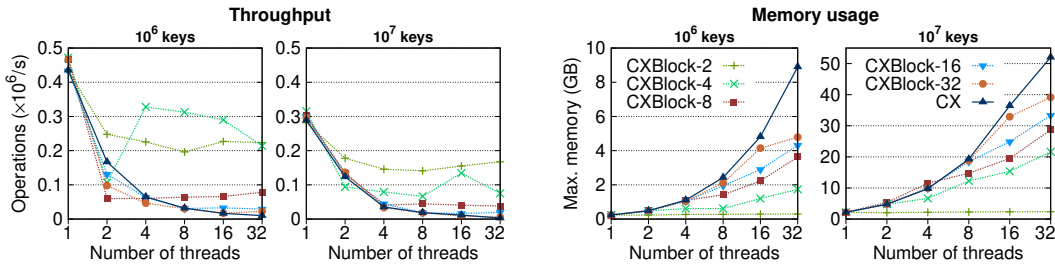 Throughput
10⁶ keys
10⁷ keys
Operations (×10⁶/s)
0.5
0.4
0.3
0.2
0.1
0
1 2 4 8 16 32
Number of threads
0.5
0.4
0.3
0.2
0.1
0
1 2 4 8 16 32
Number of threads
Memory usage
10⁶ keys
10⁷ keys
Max. memory (GB)
10
8
6
4
2
0
CXBlock-2
CXBlock-4
CXBlock-8
1 2 4 8 16 32
Number of threads
50
40
30
20
10
0
CXBlock-16
CXBlock-32
CX
1 2 4 8 16 32
Number of threads